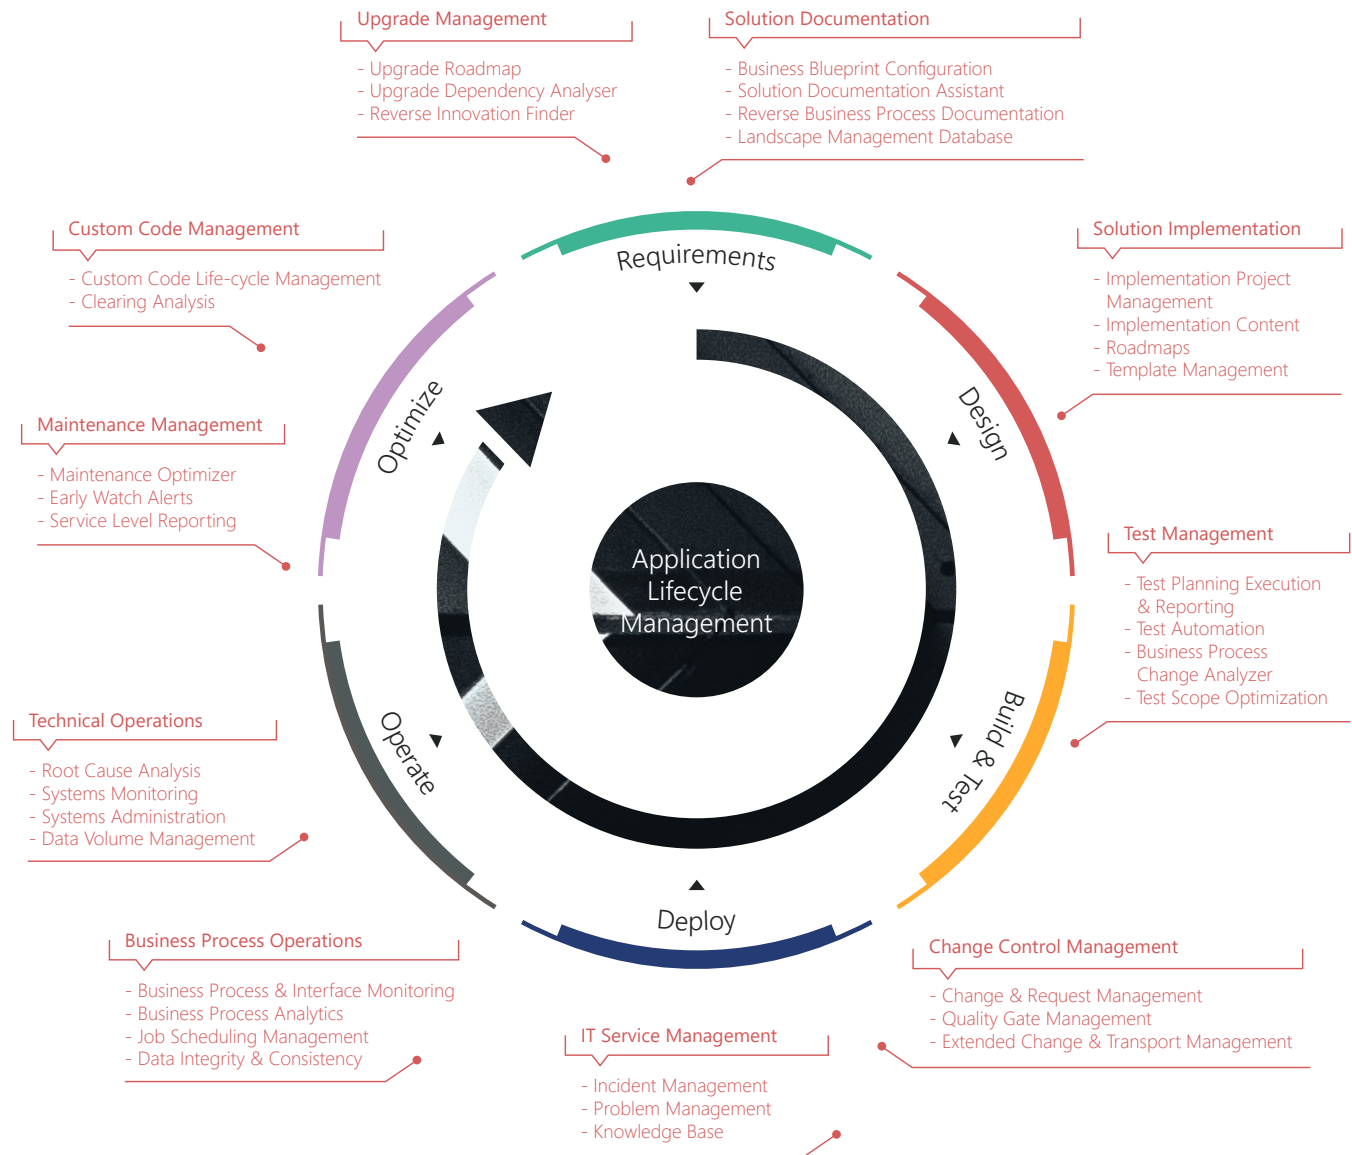 Upgrade Management
- Upgrade Roadmap
- Upgrade Dependency Analyser
- Reverse Innovation Finder
Solution Documentation
- Business Blueprint Configuration
- Solution Documentation Assistant
- Reverse Business Process Documentation
- Landscape Management Database
Custom Code Management
- Custom Code Life-cycle Management
- Clearing Analysis
Solution Implementation
- Implementation Project
Management
- Implementation Content
- Roadmaps
- Template Management
Maintenance Management
- Maintenance Optimizer
- Early Watch Alerts
- Service Level Reporting
Test Management
- Test Planning Execution
& Reporting
- Test Automation
- Business Process
Change Analyzer
- Test Scope Optimization
Requirements
Design
Build & Test
Deploy
Operate
Optimize
Application
Lifecycle
Management
Technical Operations
- Root Cause Analysis
- Systems Monitoring
- Systems Administration
- Data Volume Management
Business Process Operations
- Business Process & Interface Monitoring
- Business Process Analytics
- Job Scheduling Management
- Data Integrity & Consistency
IT Service Management
- Incident Management
- Problem Management
- Knowledge Base
Change Control Management
- Change & Request Management
- Quality Gate Management
- Extended Change & Transport Management